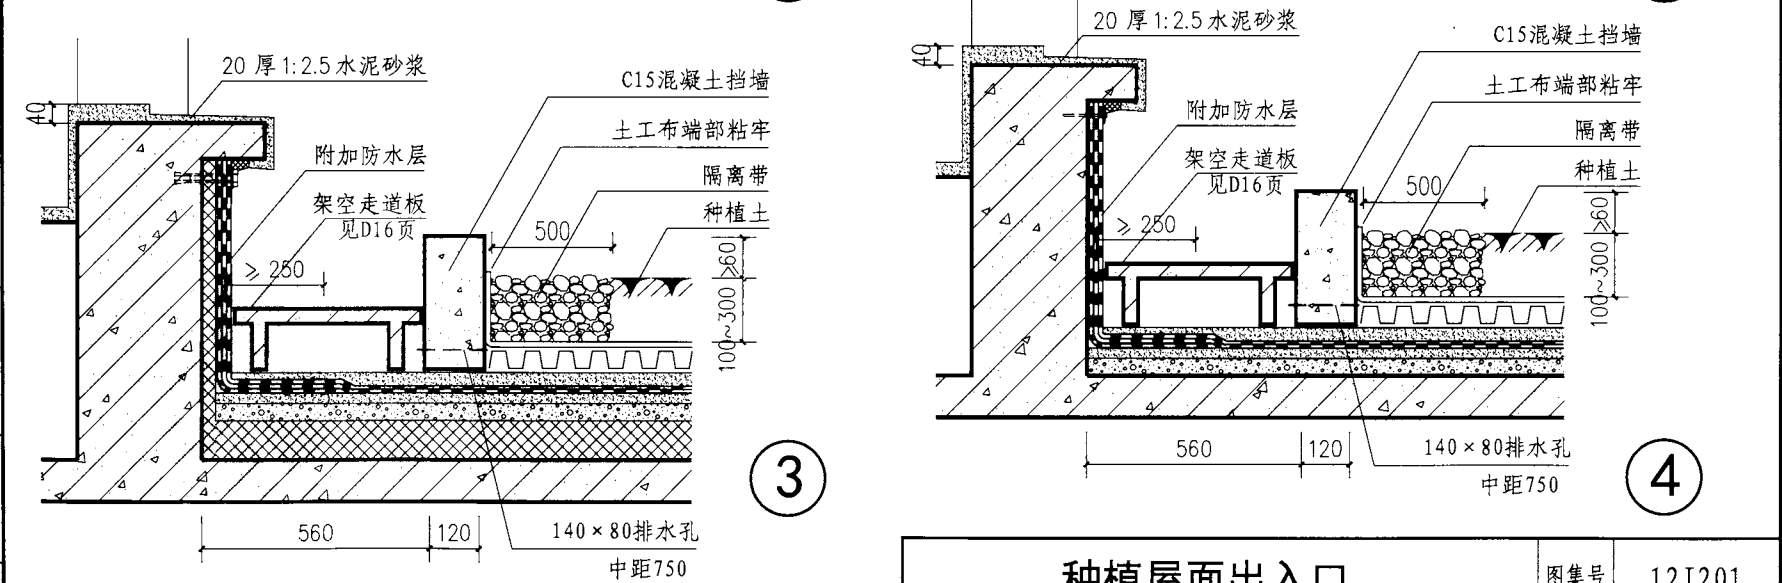 20 厚1:2.5水泥砂浆
C15混凝土挡墙
40
土工布端部粘牢
附加防水层
隔离带
架空走道板
见D16页
种植土
500
≥60
≥ 250
100~300
3
560
120
140×80排水孔
中距750
20 厚1:2.5水泥砂浆
C15混凝土挡墙
40
土工布端部粘牢
附加防水层
隔离带
架空走道板
见D16页
种植土
500
≥60
≥ 250
100~300
560
120
140×80排水孔
中距750
4
种植屋面出入口
图集号
12J201